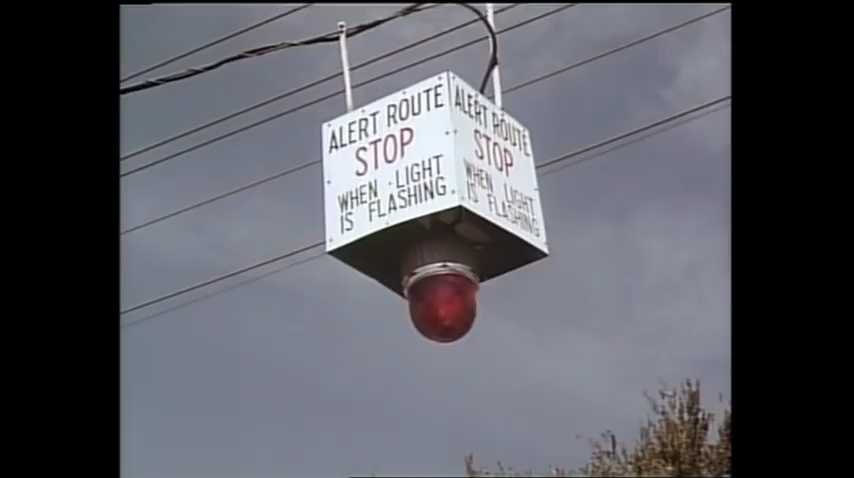 ALERT ROUTE
STOP
WHEN LIGHT
IS FLASHING
ALERT ROUTE
STOP
WHEN LIGHT
IS FLASHING